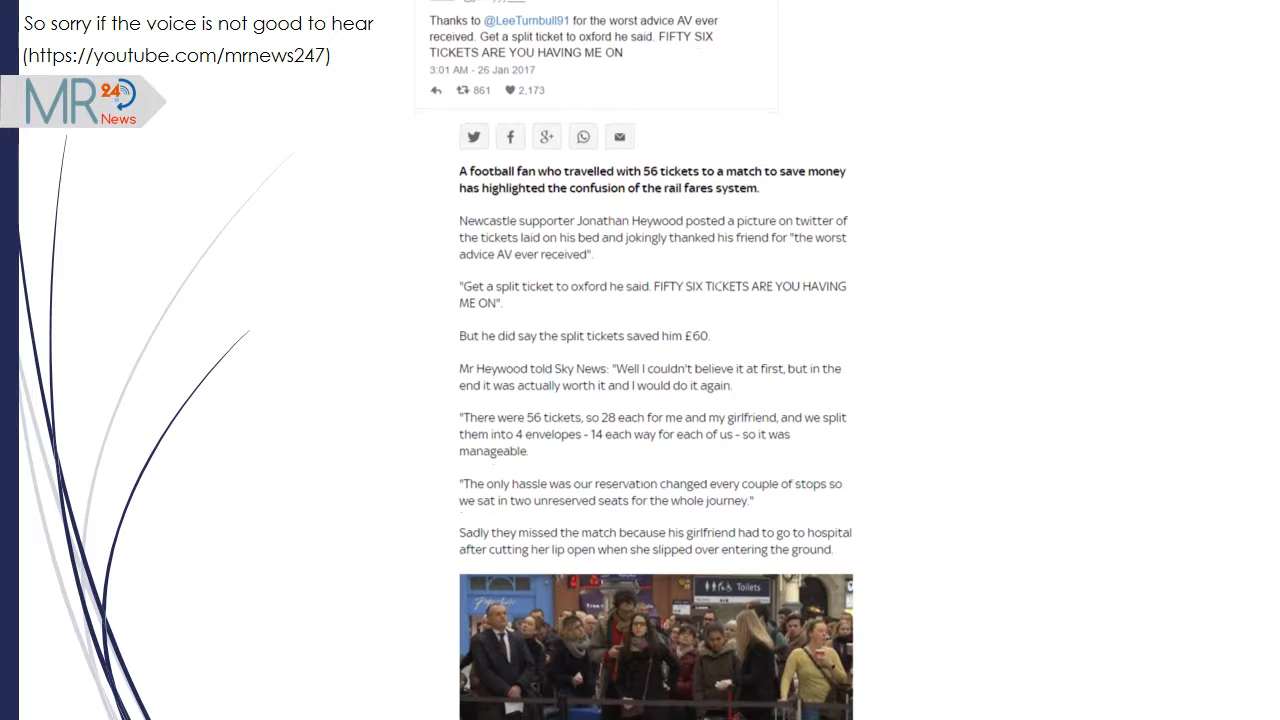 So sorry if the voice is not good to hear
(https://youtube.com/mrnews247)
MR 24
News
Thanks to @LeeTurnbull91 for the worst advice AV ever
received. Get a split ticket to oxford he said. FIFTY SIX
TICKETS ARE YOU HAVING ME ON
3:01 AM - 26 Jan 2017
861 2,173
A football fan who travelled with 56 tickets to a match to save money
has highlighted the confusion of the rail fares system.
Newcastle supporter Jonathan Heywood posted a picture on twitter of
the tickets laid on his bed and jokingly thanked his friend for "the worst
advice AV ever received".
"Get a split ticket to oxford he said. FIFTY SIX TICKETS ARE YOU HAVING
ME ON".
But he did say the split tickets saved him £60.
Mr Heywood told Sky News: "Well I couldn't believe it at first, but in the
end it was actually worth it and I would do it again.
"There were 56 tickets, so 28 each for me and my girlfriend, and we split
them into 4 envelopes - 14 each way for each of us - so it was
manageable.
"The only hassle was our reservation changed every couple of stops so
we sat in two unreserved seats for the whole journey."
Sadly they missed the match because his girlfriend had to go to hospital
after cutting her lip open when she slipped over entering the ground.
Toilets